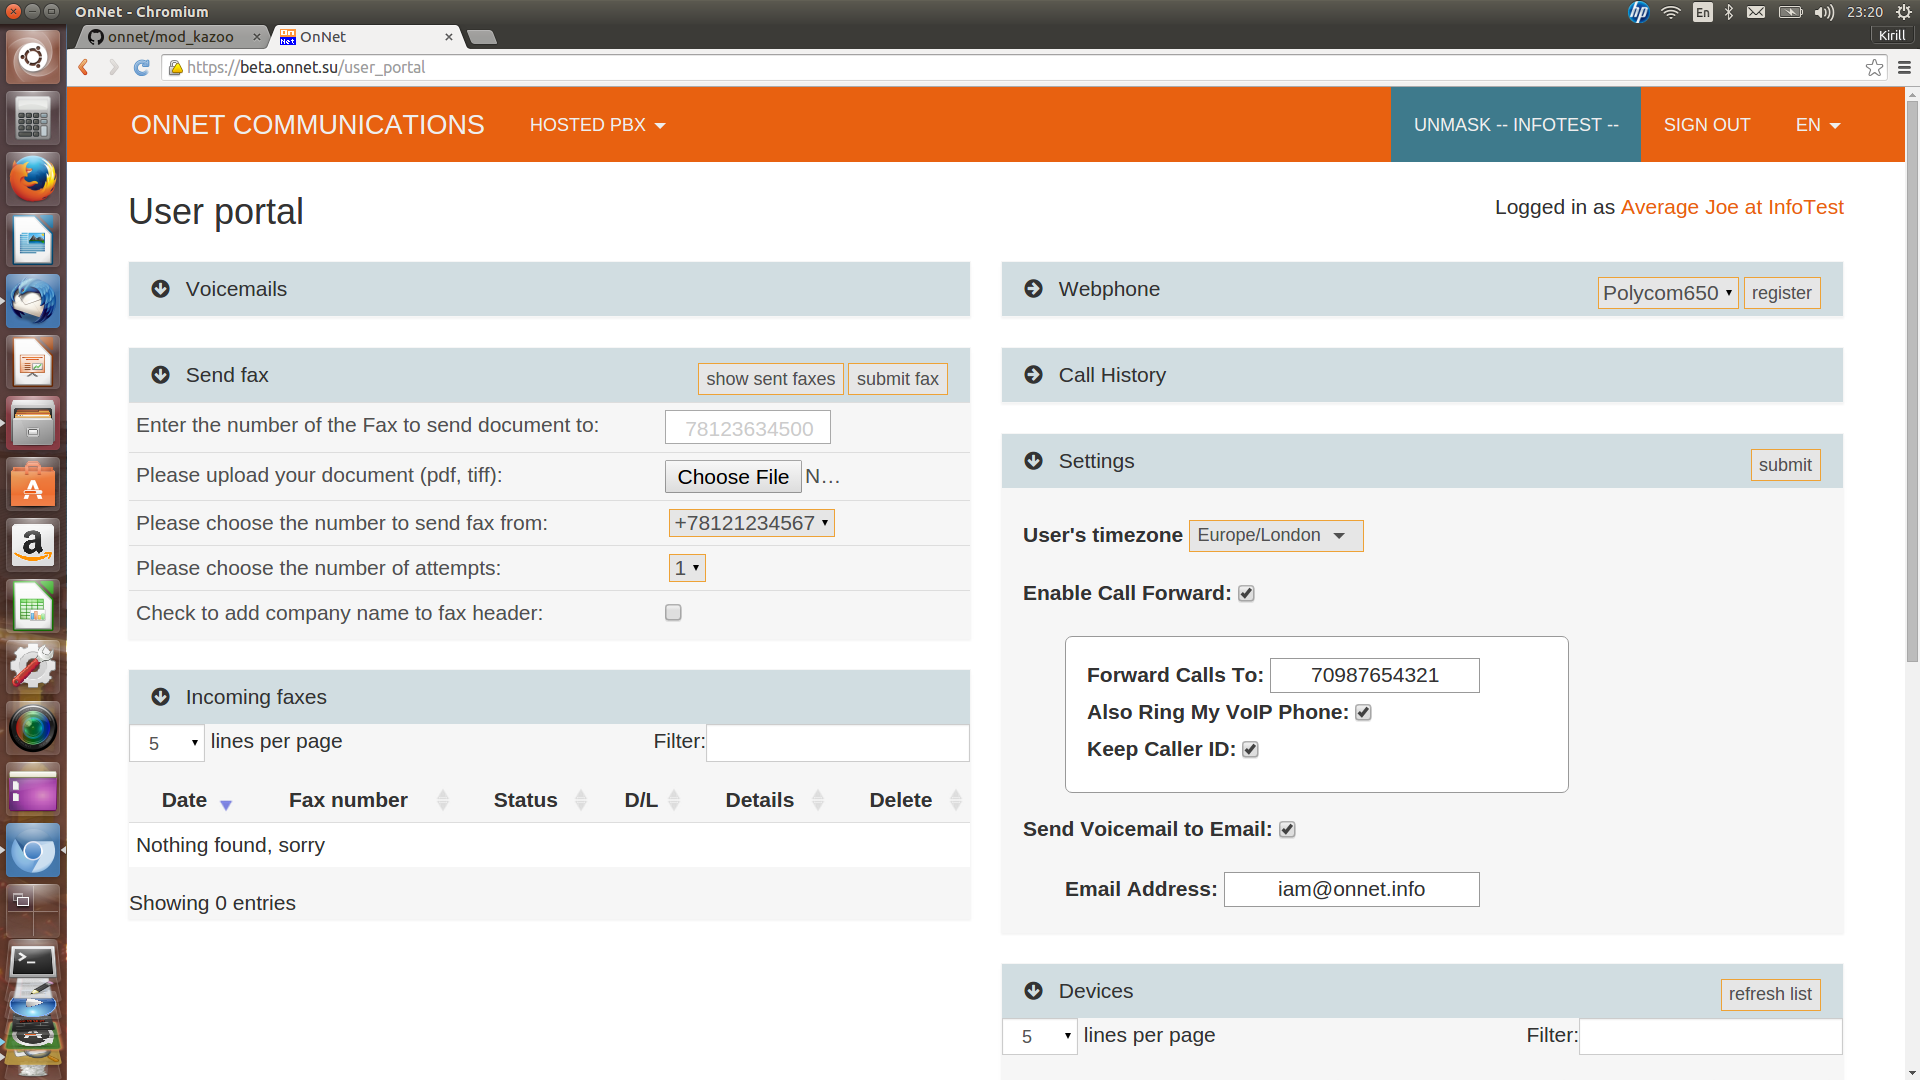 OnNet - Chromium
hp En 23:20
onnet/mod_kazoo × On Net OnNet ×
Kirill
https://beta.onnet.su/user_portal
ONNET COMMUNICATIONS HOSTED PBX UNMASK -- INFOTEST -- SIGN OUT EN
User portal
Logged in as Average Joe at InfoTest
Voicemails
Send fax show sent faxes submit fax
Enter the number of the Fax to send document to: 78123634500
Please upload your document (pdf, tiff): Choose File N...
Please choose the number to send fax from: +78121234567
Please choose the number of attempts: 1
Check to add company name to fax header:
Incoming faxes
5 lines per page Filter:
Date Fax number Status D/L Details Delete
Nothing found, sorry
Showing 0 entries
Webphone Polycom650 register
Call History
Settings submit
User's timezone Europe/London
Enable Call Forward:
Forward Calls To: 70987654321
Also Ring My VoIP Phone:
Keep Caller ID:
Send Voicemail to Email:
Email Address: iam@onnet.info
Devices refresh list
5 lines per page Filter: